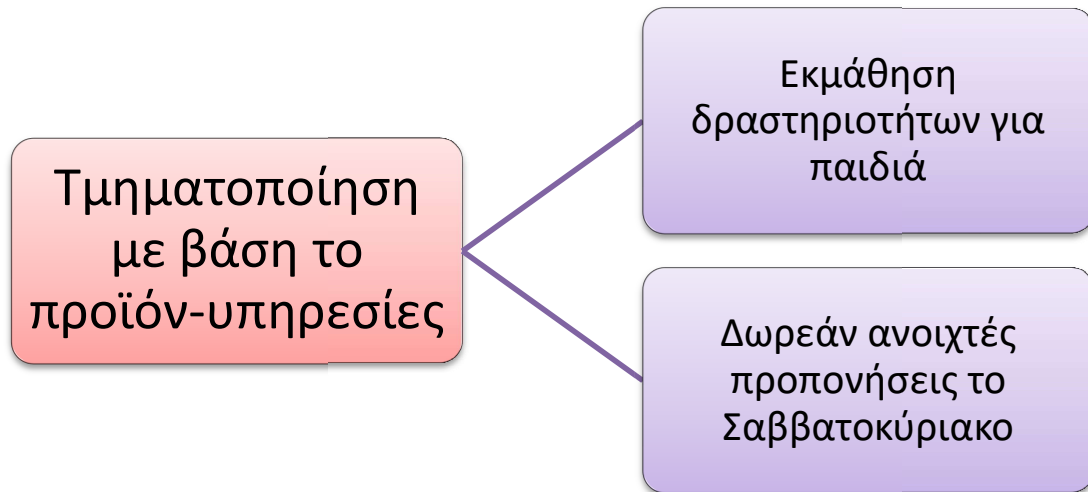 Τμηματοποίηση
με βάση το
προϊόν-υπηρεσίες
Εκμάθηση
δραστηριοτήτων για
παιδιά
Δωρεάν ανοιχτές
προπονήσεις το
Σαββατοκύριακο